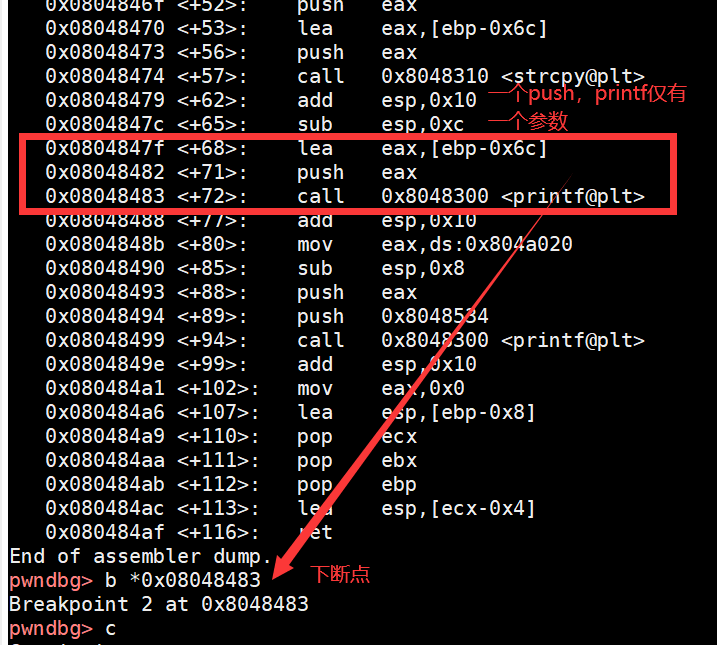 0x0804846f <+52>:    push   eax
0x08048470 <+53>:    lea    eax,[ebp-0x6c]
0x08048473 <+56>:    push   eax
0x08048474 <+57>:    call   0x8048310 <strcpy@plt>
0x08048479 <+62>:    add    esp,0x10 一个push，printf仅有
0x0804847c <+65>:    sub    esp,0xc 一个参数
0x0804847f <+68>:    lea    eax,[ebp-0x6c]
0x08048482 <+71>:    push   eax
0x08048483 <+72>:    call   0x8048300 <printf@plt>
0x08048488 <+77>:    add    esp,0x10
0x0804848b <+80>:    mov    eax,ds:0x804a020
0x08048490 <+85>:    sub    esp,0x8
0x08048493 <+88>:    push   eax
0x08048494 <+89>:    push   0x8048534
0x08048499 <+94>:    call   0x8048300 <printf@plt>
0x0804849e <+99>:    add    esp,0x10
0x080484a1 <+102>:   mov    eax,0x0
0x080484a6 <+107>:   lea    esp,[ebp-0x8]
0x080484a9 <+110>:   pop    ecx
0x080484aa <+111>:   pop    ebx
0x080484ab <+112>:   pop    ebp
0x080484ac <+113>:   lea    esp,[ecx-0x4]
0x080484af <+116>:   ret
End of assembler dump.
pwndbg> b *0x08048483 下断点
Breakpoint 2 at 0x8048483
pwndbg> c